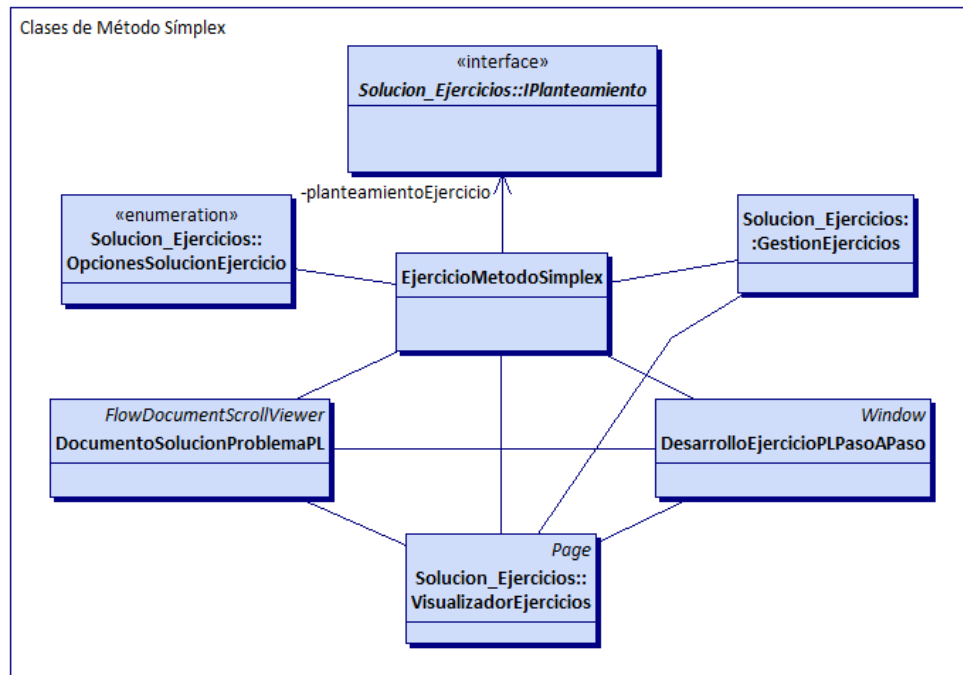 Clases de Método Símplex
«interface»
Solucion_Ejercicios::IPlanteamiento
-planteamientoEjercicio
«enumeration»
Solucion_Ejercicios::
OpcionesSolucionEjercicio
Solucion_Ejercicios:
:GestionEjercicios
EjercicioMetodoSimplex
FlowDocumentScrollViewer
DocumentoSolucionProblemaPL
Window
DesarrolloEjercicioPLPasoAPaso
Page
Solucion_Ejercicios::
VisualizadorEjercicios